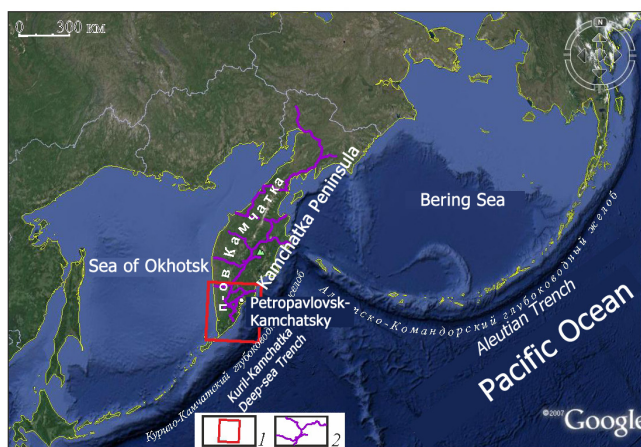 0 300 км
N
Bering Sea
п-ов Камчатка
Kamchatka Peninsula
Sea of Okhotsk
Petropavlovsk-
Kamchatsky
Алеутско-Командорский глубоководный желоб
Aleutian Trench
Pacific Ocean
Курило-Камчатский глубоководный желоб
Kuril-Kamchatka
Deep-sea Trench
1 2
©2007 Google